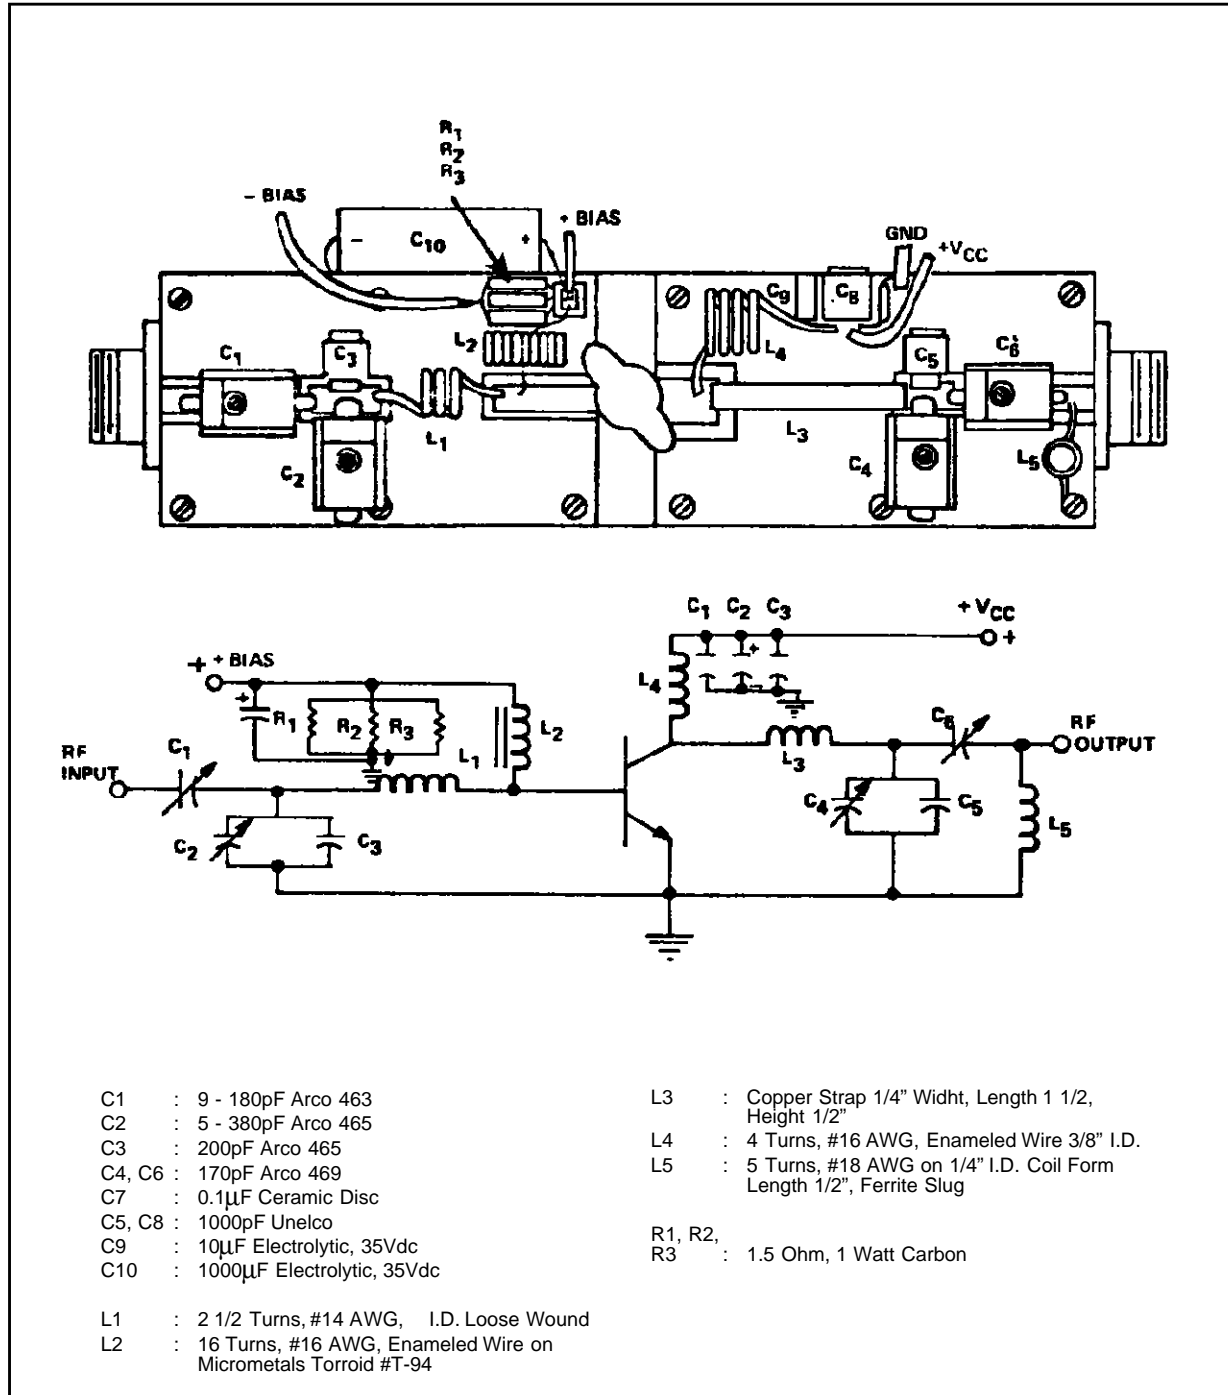 R1
R2
R3
– BIAS
+ BIAS
– C10 +
GND
+VCC
C1
C3
L2
C9
C8
L4
C5
C6
L1
L3
C2
C4
L5
C1 C2 C3
+ VCC
+
+ + BIAS
+
+
–
L4
R1
R2
R3
L2
C6
RF
OUTPUT
RF
INPUT
C1
L1
L3
C4
C5
L5
C2
C3
C1 : 9 - 180pF Arco 463
C2 : 5 - 380pF Arco 465
C3 : 200pF Arco 465
C4, C6 : 170pF Arco 469
C7 : 0.1µF Ceramic Disc
C5, C8 : 1000pF Unelco
C9 : 10µF Electrolytic, 35Vdc
C10 : 1000µF Electrolytic, 35Vdc
L1 : 2 1/2 Turns, #14 AWG, I.D. Loose Wound
L2 : 16 Turns, #16 AWG, Enameled Wire on
Micrometals Torroid #T-94
L3 : Copper Strap 1/4” Widht, Length 1 1/2,
Height 1/2”
L4 : 4 Turns, #16 AWG, Enameled Wire 3/8” I.D.
L5 : 5 Turns, #18 AWG on 1/4” I.D. Coil Form
Length 1/2”, Ferrite Slug
R1, R2,
R3 : 1.5 Ohm, 1 Watt Carbon